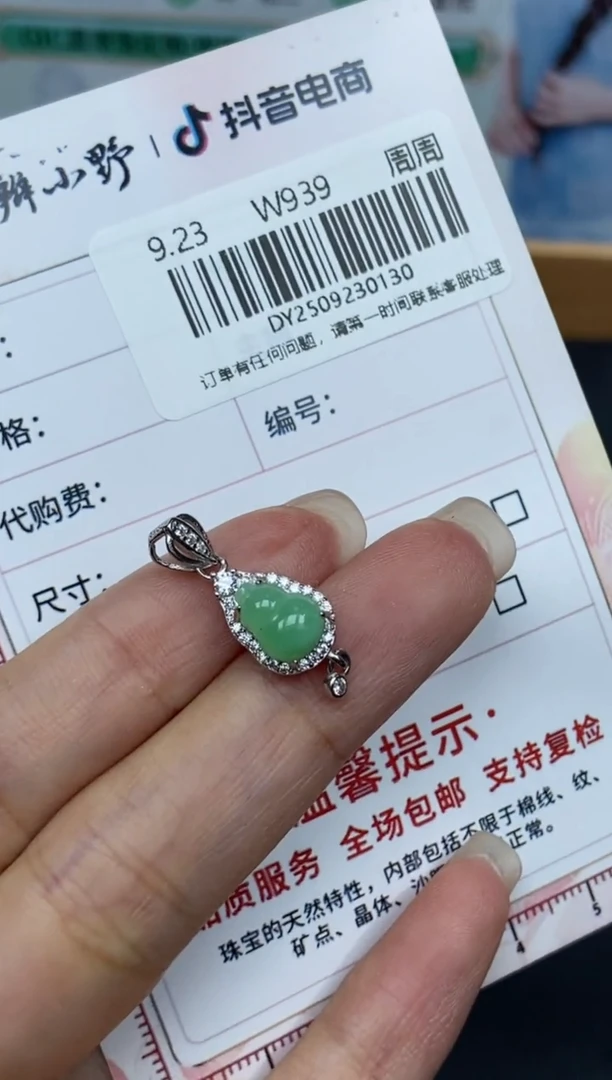 辨小野 | 抖音电商
9.23 W939 周周
DY2509230130
订单有任何问题，请第一时间联系客服处理
:
格: 编号:
代购费:
尺寸:
温馨提示·
品质服务 全场包邮 支持复检
珠宝的天然特性，内部包括不限于棉线、纹、
矿点、晶体、 正常。
4 5